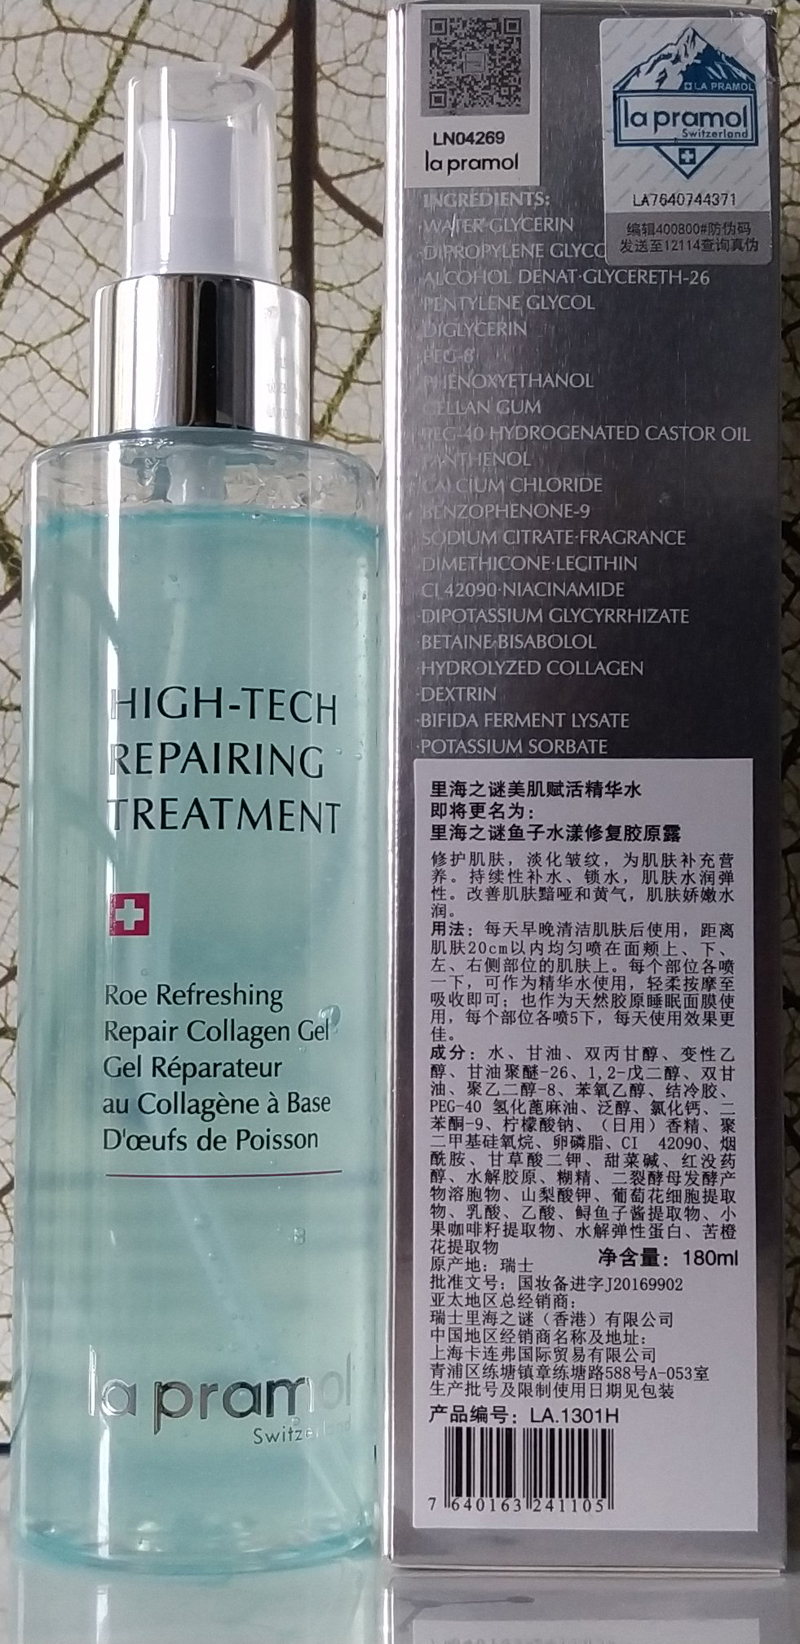 HIGH-TECH
REPAIRING
TREATMENT
Roe Refreshing
Repair Collagen Gel
Gel Réparateur
au Collagène à Base
D'œufs de Poisson
la pramol
Switzerland
LN04269
la pramol
LA PRAMOL
la pramol
Switzerland
LA7640744371
编辑400800#防伪码
发送至12114查询真伪
INGREDIENTS:
·WATER·GLYCERIN
·DIPROPYLENE GLYCO
ALCOHOL DENAT·GLYCERETH-26
PENTYLENE GLYCOL
DIGLYCERIN
PEG-8
PHENOXYETHANOL
GELLAN GUM
PEG-40 HYDROGENATED CASTOR OIL
PANTHENOL
CALCIUM CHLORIDE
BENZOPHENONE-9
SODIUM CITRATE·FRAGRANCE
DIMETHICONE·LECITHIN
CI 42090·NIACINAMIDE
·DIPOTASSIUM GLYCYRRHIZATE
BETAINE·BISABOLOL
·HYDROLYZED COLLAGEN
·DEXTRIN
·BIFIDA FERMENT LYSATE
·POTASSIUM SORBATE
里海之谜美肌赋活精华水
即将更名为：
里海之谜鱼子水漾修复胶原露
修护肌肤，淡化皱纹，为肌肤补充营
养。持续性补水、锁水，肌肤水润弹
性。改善肌肤黯哑和黄气，肌肤娇嫩水
润。
用法：每天早晚清洁肌肤后使用，距离
肌肤20cm以内均匀喷在面颊上、下、
左、右侧部位的肌肤上。每个部位各喷
一下，可作为精华水使用，轻柔按摩至
吸收即可；也作为天然胶原睡眠面膜使
用，每个部位各喷5下，每天使用效果更
佳。
成分：水、甘油、双丙甘醇、变性乙
醇、甘油聚醚-26、1,2-戊二醇、双甘
油、聚乙二醇-8、苯氧乙醇、结冷胶、
PEG-40 氢化蓖麻油、泛醇、氯化钙、二
苯酮-9、柠檬酸钠、（日用）香精、聚
二甲基硅氧烷、卵磷脂、CI 42090、烟
酰胺、甘草酸二钾、甜菜碱、红没药
醇、水解胶原、糊精、二裂酵母发酵产
物溶胞物、山梨酸钾、葡萄花细胞提取
物、乳酸、乙酸、鲟鱼子酱提取物、小
果咖啡籽提取物、水解弹性蛋白、苦橙
花提取物
净含量：180ml
原产地：瑞士
批准文号：国妆备进字J20169902
亚太地区总经销商：
瑞士里海之谜（香港）有限公司
中国地区经销商名称及地址：
上海卡连弗国际贸易有限公司
青浦区练塘镇章练塘路588号A-053室
生产批号及限制使用日期见包装
产品编号：LA.1301H
7 640163 241105